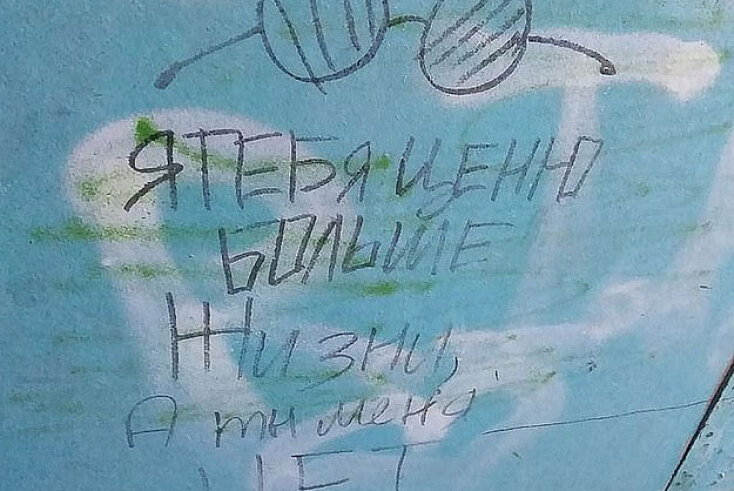 Я ТЕБЯ ЦЕНЮ
БОЛЬШЕ
ЖИЗНИ,
А ты меня
НЕТ